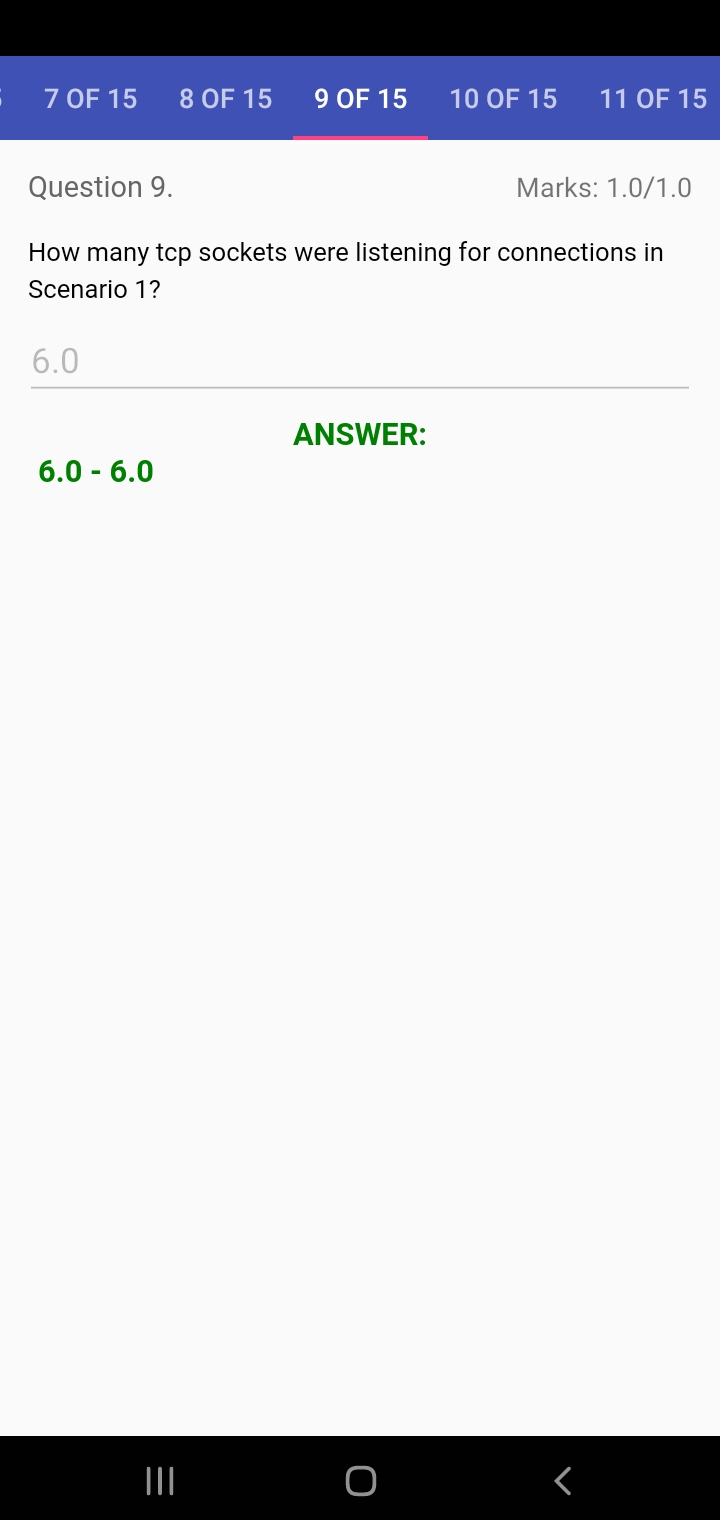 7 OF 15 8 OF 15 9 OF 15 10 OF 15 11 OF 15
Question 9. Marks: 1.0/1.0
How many tcp sockets were listening for connections in
Scenario 1?
6.0
ANSWER:
6.0 - 6.0